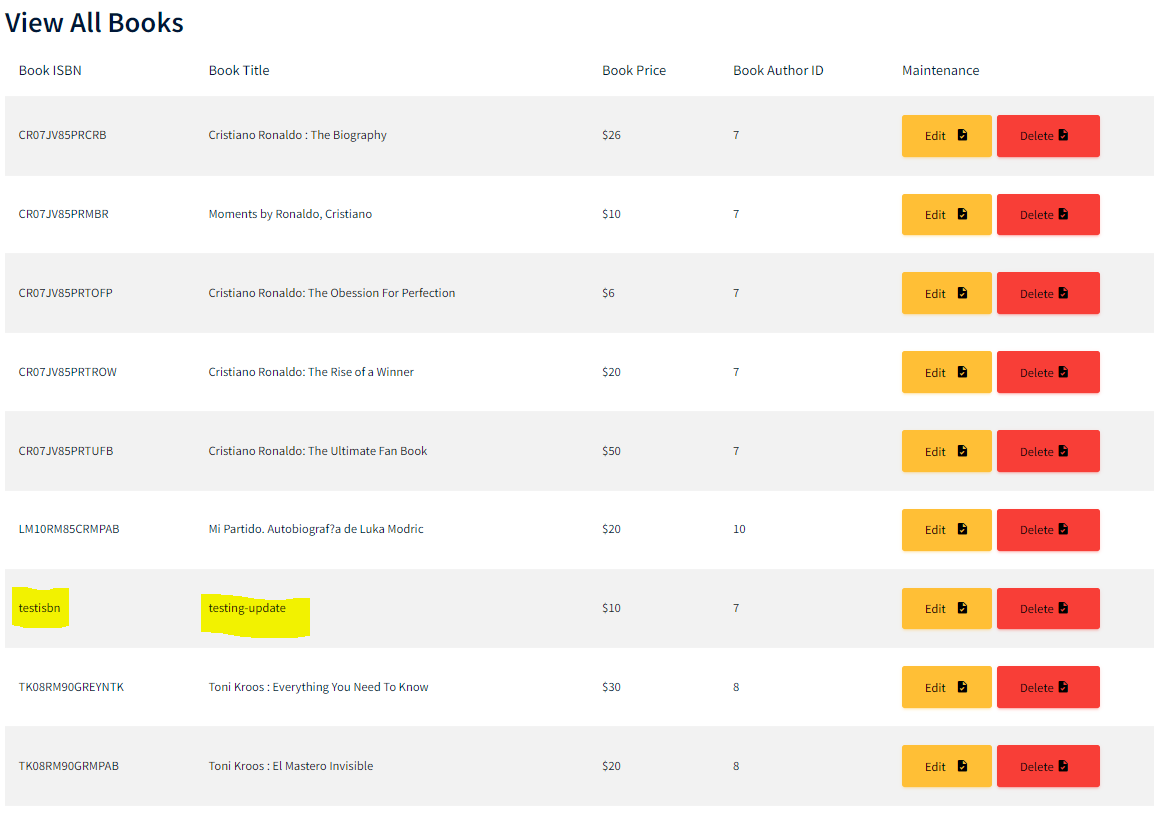 View All Books
Book ISBN Book Title Book Price Book Author ID Maintenance
CR07JV85PRCRB Cristiano Ronaldo : The Biography $26 7 Edit Delete
CR07JV85PRMBR Moments by Ronaldo, Cristiano $10 7 Edit Delete
CR07JV85PRTOFP Cristiano Ronaldo: The Obession For Perfection $6 7 Edit Delete
CR07JV85PRTROW Cristiano Ronaldo: The Rise of a Winner $20 7 Edit Delete
CR07JV85PRTUFB Cristiano Ronaldo: The Ultimate Fan Book $50 7 Edit Delete
LM10RM85CRMPAB Mi Partido. Autobiograf?a de Luka Modric $20 10 Edit Delete
testisbn testing-update $10 7 Edit Delete
TK08RM90GREYNTK Toni Kroos : Everything You Need To Know $30 8 Edit Delete
TK08RM90GRMPAB Toni Kroos : El Mastero Invisible $20 8 Edit Delete